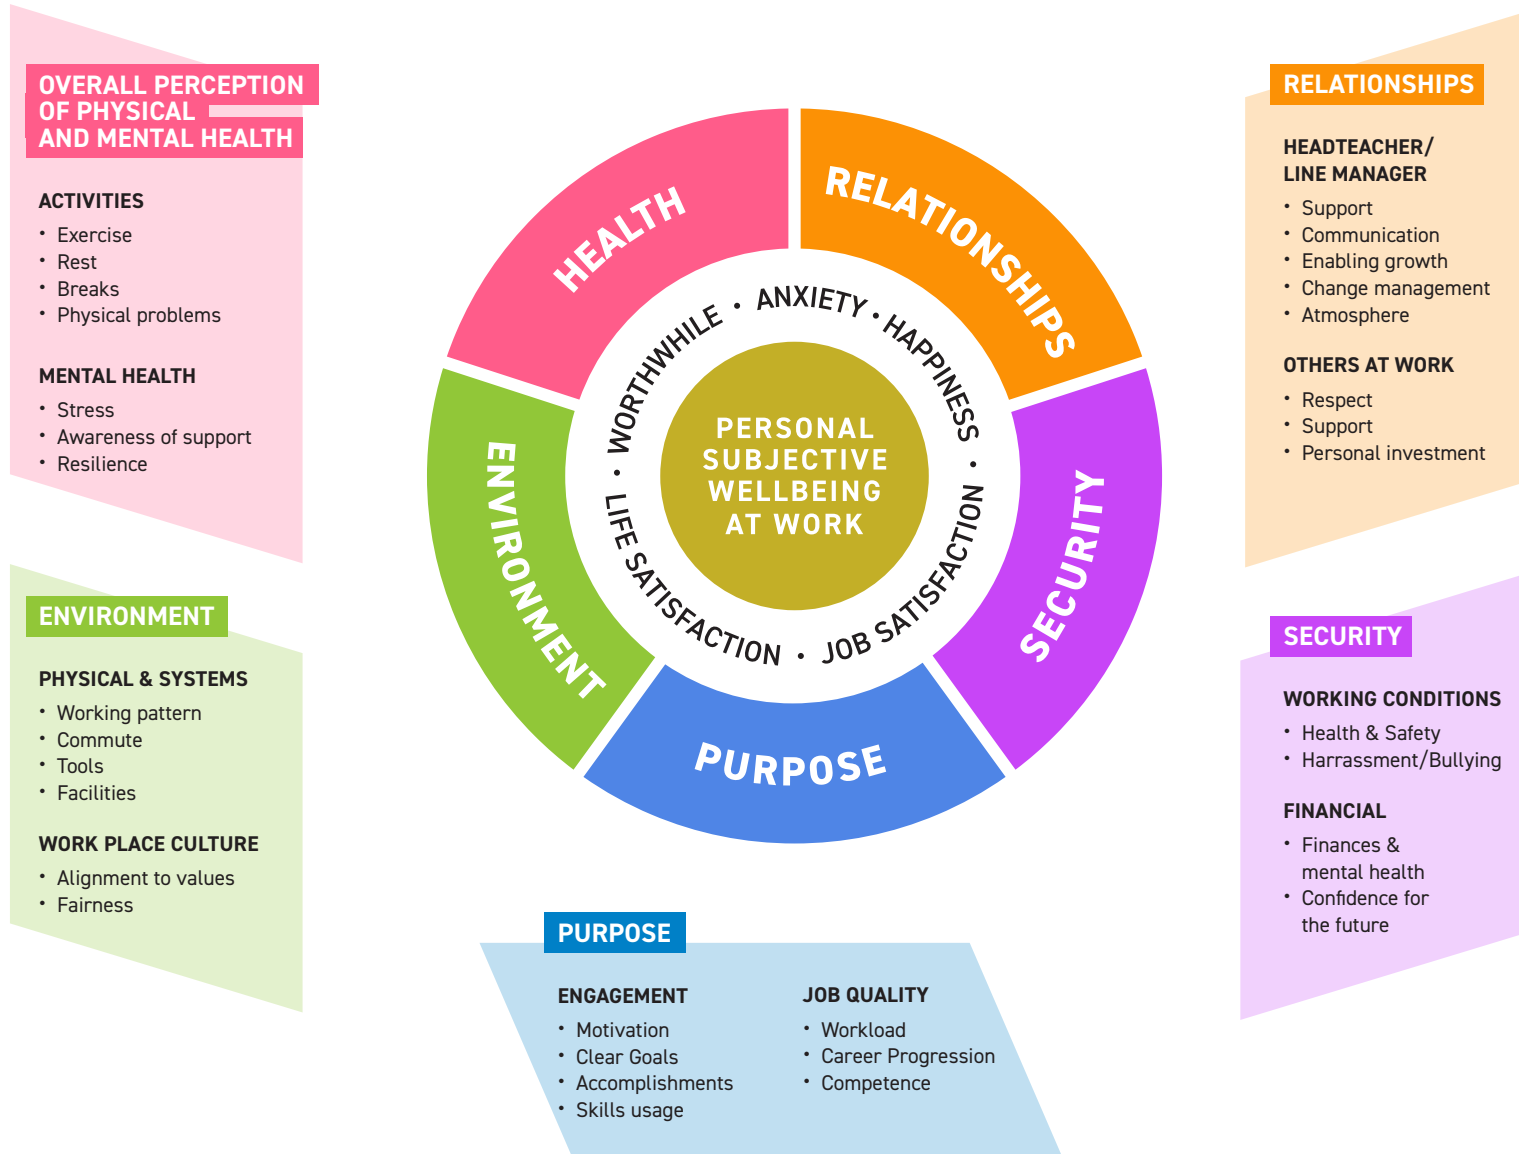 OVERALL PERCEPTION
OF PHYSICAL
AND MENTAL HEALTH
ACTIVITIES
• Exercise
• Rest
• Breaks
• Physical problems
MENTAL HEALTH
• Stress
• Awareness of support
• Resilience
ENVIRONMENT
PHYSICAL & SYSTEMS
• Working pattern
• Commute
• Tools
• Facilities
WORK PLACE CULTURE
• Alignment to values
• Fairness
HEALTH
RELATIONSHIPS
SECURITY
PURPOSE
ENVIRONMENT
• WORTHWHILE • ANXIETY • HAPPINESS • JOB SATISFACTION • LIFE SATISFACTION
PERSONAL
SUBJECTIVE
WELLBEING
AT WORK
RELATIONSHIPS
HEADTEACHER/
LINE MANAGER
• Support
• Communication
• Enabling growth
• Change management
• Atmosphere
OTHERS AT WORK
• Respect
• Support
• Personal investment
SECURITY
WORKING CONDITIONS
• Health & Safety
• Harrassment/Bullying
FINANCIAL
• Finances &
mental health
• Confidence for
the future
PURPOSE
ENGAGEMENT
• Motivation
• Clear Goals
• Accomplishments
• Skills usage
JOB QUALITY
• Workload
• Career Progression
• Competence